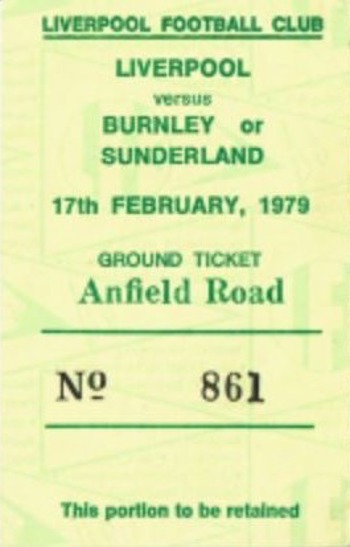 LIVERPOOL FOOTBALL CLUB
LIVERPOOL
versus
BURNLEY or
SUNDERLAND
17th FEBRUARY, 1979
GROUND TICKET
Anfield Road
Nº 861
This portion to be retained